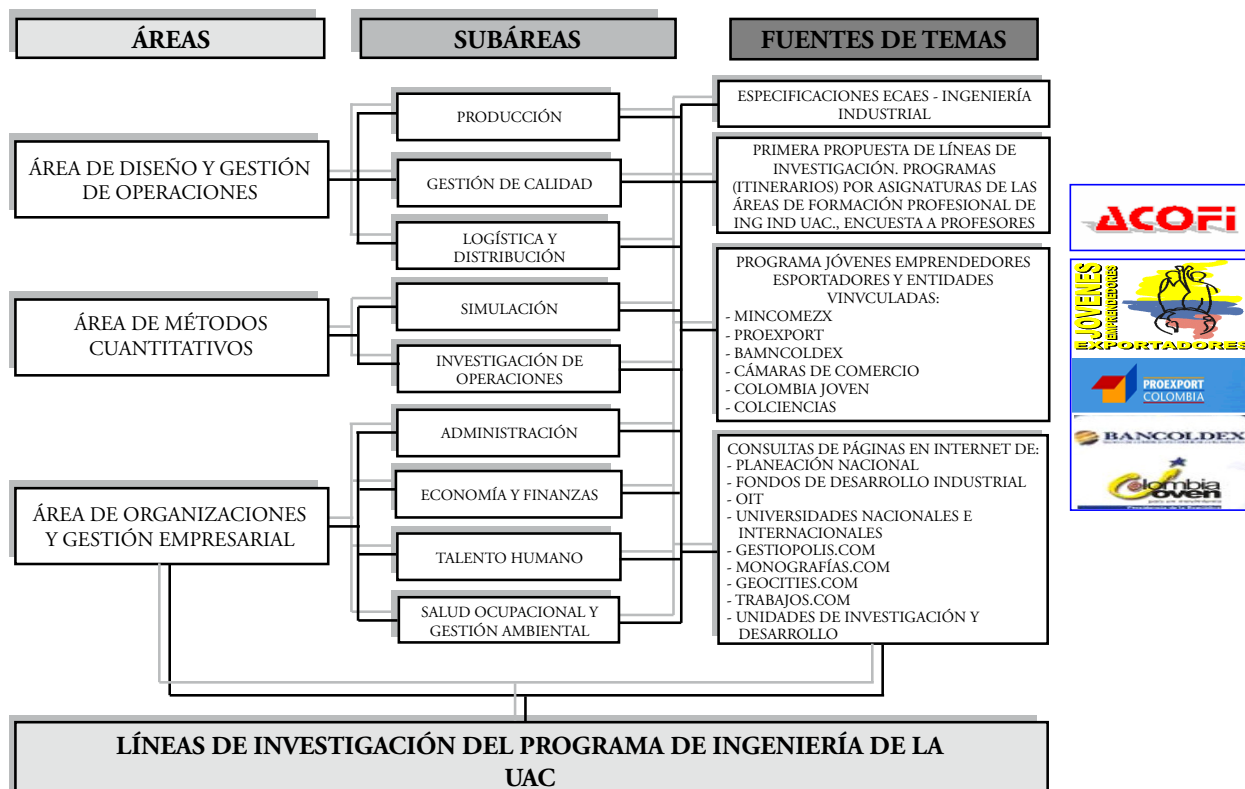 ÁREAS
SUBÁREAS
FUENTES DE TEMAS
ÁREA DE DISEÑO Y GESTIÓN
DE OPERACIONES
ÁREA DE MÉTODOS
CUANTITATIVOS
ÁREA DE ORGANIZACIONES
Y GESTIÓN EMPRESARIAL
PRODUCCIÓN
GESTIÓN DE CALIDAD
LOGÍSTICA Y
DISTRIBUCIÓN
SIMULACIÓN
INVESTIGACIÓN DE
OPERACIONES
ADMINISTRACIÓN
ECONOMÍA Y FINANZAS
TALENTO HUMANO
SALUD OCUPACIONAL Y
GESTIÓN AMBIENTAL
ESPECIFICACIONES ECAES - INGENIERÍA
INDUSTRIAL
PRIMERA PROPUESTA DE LÍNEAS DE
INVESTIGACIÓN. PROGRAMAS
(ITINERARIOS) POR ASIGNATURAS DE LAS
ÁREAS DE FORMACIÓN PROFESIONAL DE
ING IND UAC., ENCUESTA A PROFESORES
PROGRAMA JÓVENES EMPRENDEDORES
ESPORTADORES Y ENTIDADES
VINVCULADAS:
- MINCOMEZX
- PROEXPORT
- BAMNCOLDEX
- CÁMARAS DE COMERCIO
- COLOMBIA JOVEN
- COLCIENCIAS
CONSULTAS DE PÁGINAS EN INTERNET DE:
- PLANEACIÓN NACIONAL
- FONDOS DE DESARROLLO INDUSTRIAL
- OIT
- UNIVERSIDADES NACIONALES E
INTERNACIONALES
- GESTIOPOLIS.COM
- MONOGRAFÍAS.COM
- GEOCITIES.COM
- TRABAJOS.COM
- UNIDADES DE INVESTIGACIÓN Y
DESARROLLO
ACOFi
JOVENES
EMPRENDEDORES
EXPORTADORES
PROEXPORT
COLOMBIA
BANCOLDEX
Colombia
Joven
LÍNEAS DE INVESTIGACIÓN DEL PROGRAMA DE INGENIERÍA DE LA
UAC